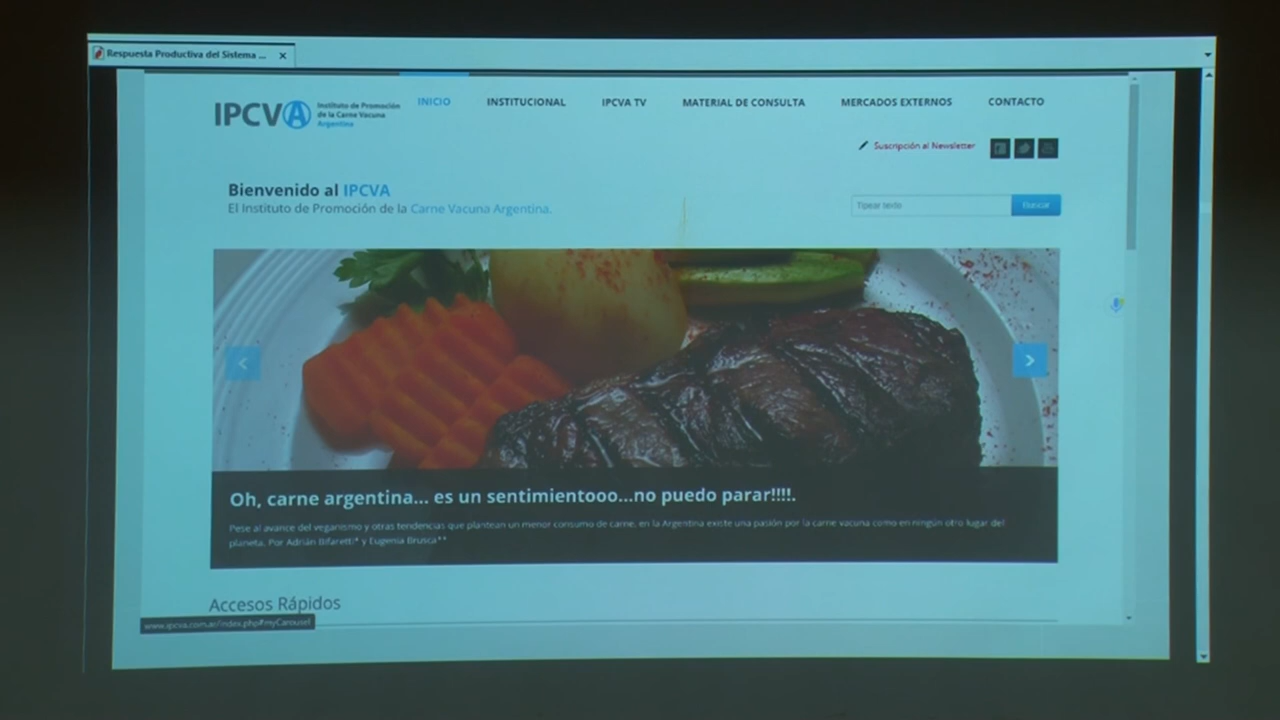 Respuesta Productiva del Sistema ...
IPCVA
Instituto de Promoción
de la Carne Vacuna
Argentina
INICIO
INSTITUCIONAL
IPCVA TV
MATERIAL DE CONSULTA
MERCADOS EXTERNOS
CONTACTO
Suscripción al Newsletter
Bienvenido al IPCVA
El Instituto de Promoción de la Carne Vacuna Argentina.
Tipear texto
Buscar
Oh, carne argentina... es un sentimientooo...no puedo parar!!!!.
Pese al avance del veganismo y otras tendencias que plantean un menor consumo de carne, en la Argentina existe una pasión por la carne vacuna como en ningún otro lugar del
planeta. Por Adrián Bifaretti* y Eugenia Brusca**
Accesos Rápidos
www.ipcva.com.ar/index.php#myCarousel